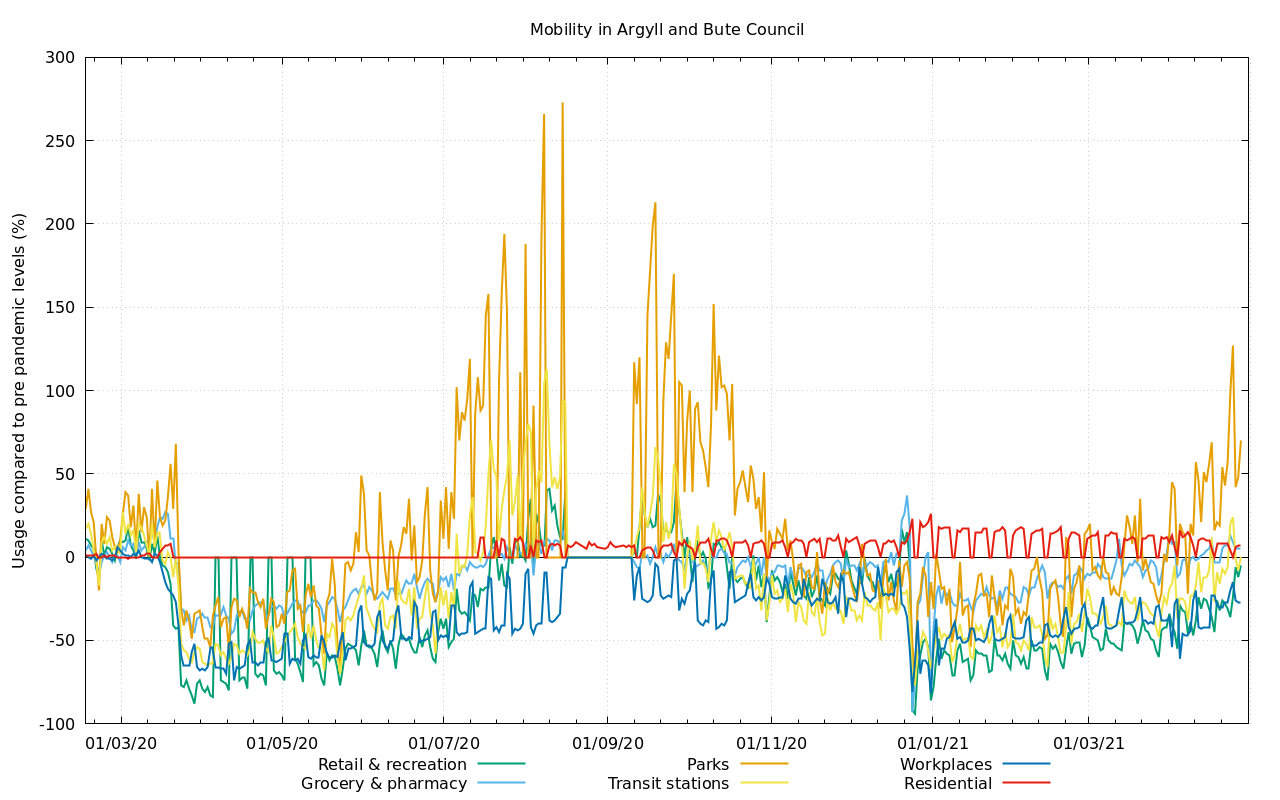 Mobility in Argyll and Bute Council
Usage compared to pre pandemic levels (%)
300
250
200
150
100
50
0
-50
-100
01/03/20 01/05/20 01/07/20 01/09/20 01/11/20 01/01/21 01/03/21
Retail & recreation Parks Workplaces
Grocery & pharmacy Transit stations Residential